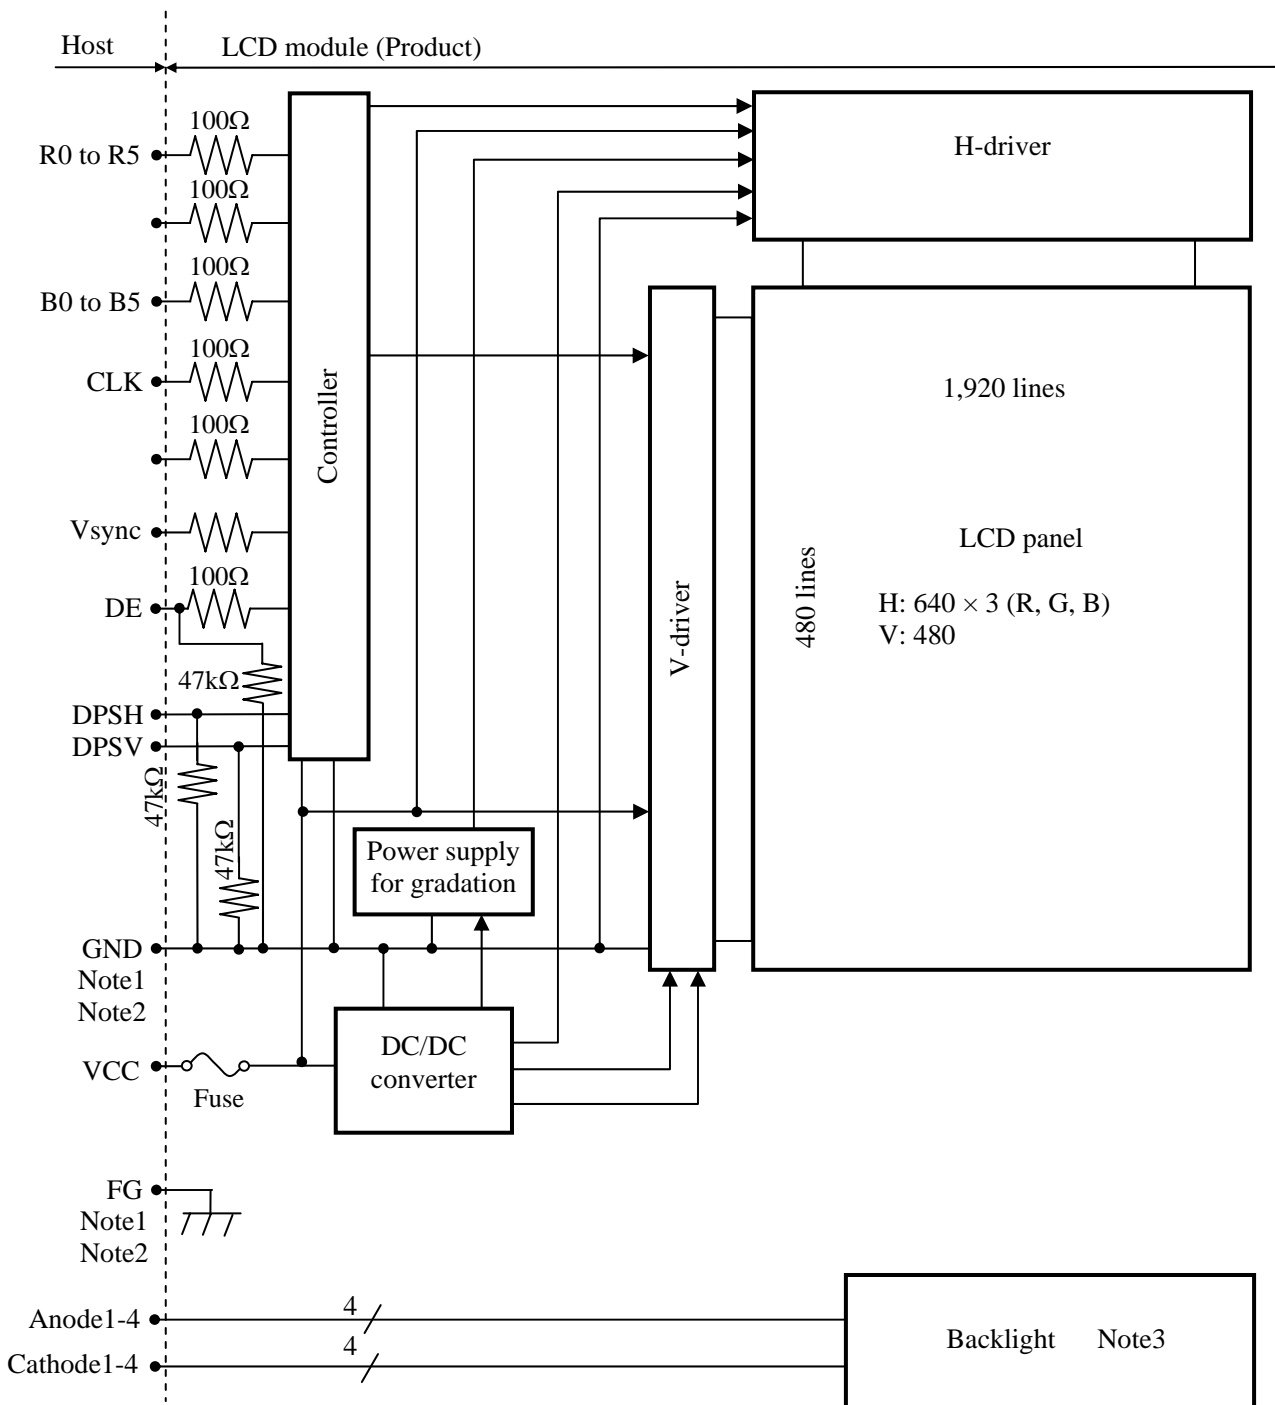 Host
LCD module (Product)
100Ω
R0 to R5
100Ω
100Ω
B0 to B5
100Ω
CLK
100Ω
Vsync
100Ω
DE
47kΩ
DPSH
DPSV
47kΩ
47kΩ
Controller
H-driver
V-driver
1,920 lines
480 lines
LCD panel
H: 640 × 3 (R, G, B)
V: 480
Power supply
for gradation
GND
Note1
Note2
VCC
Fuse
DC/DC
converter
FG
Note1
Note2
Anode1-4
4
Cathode1-4
4
Backlight Note3